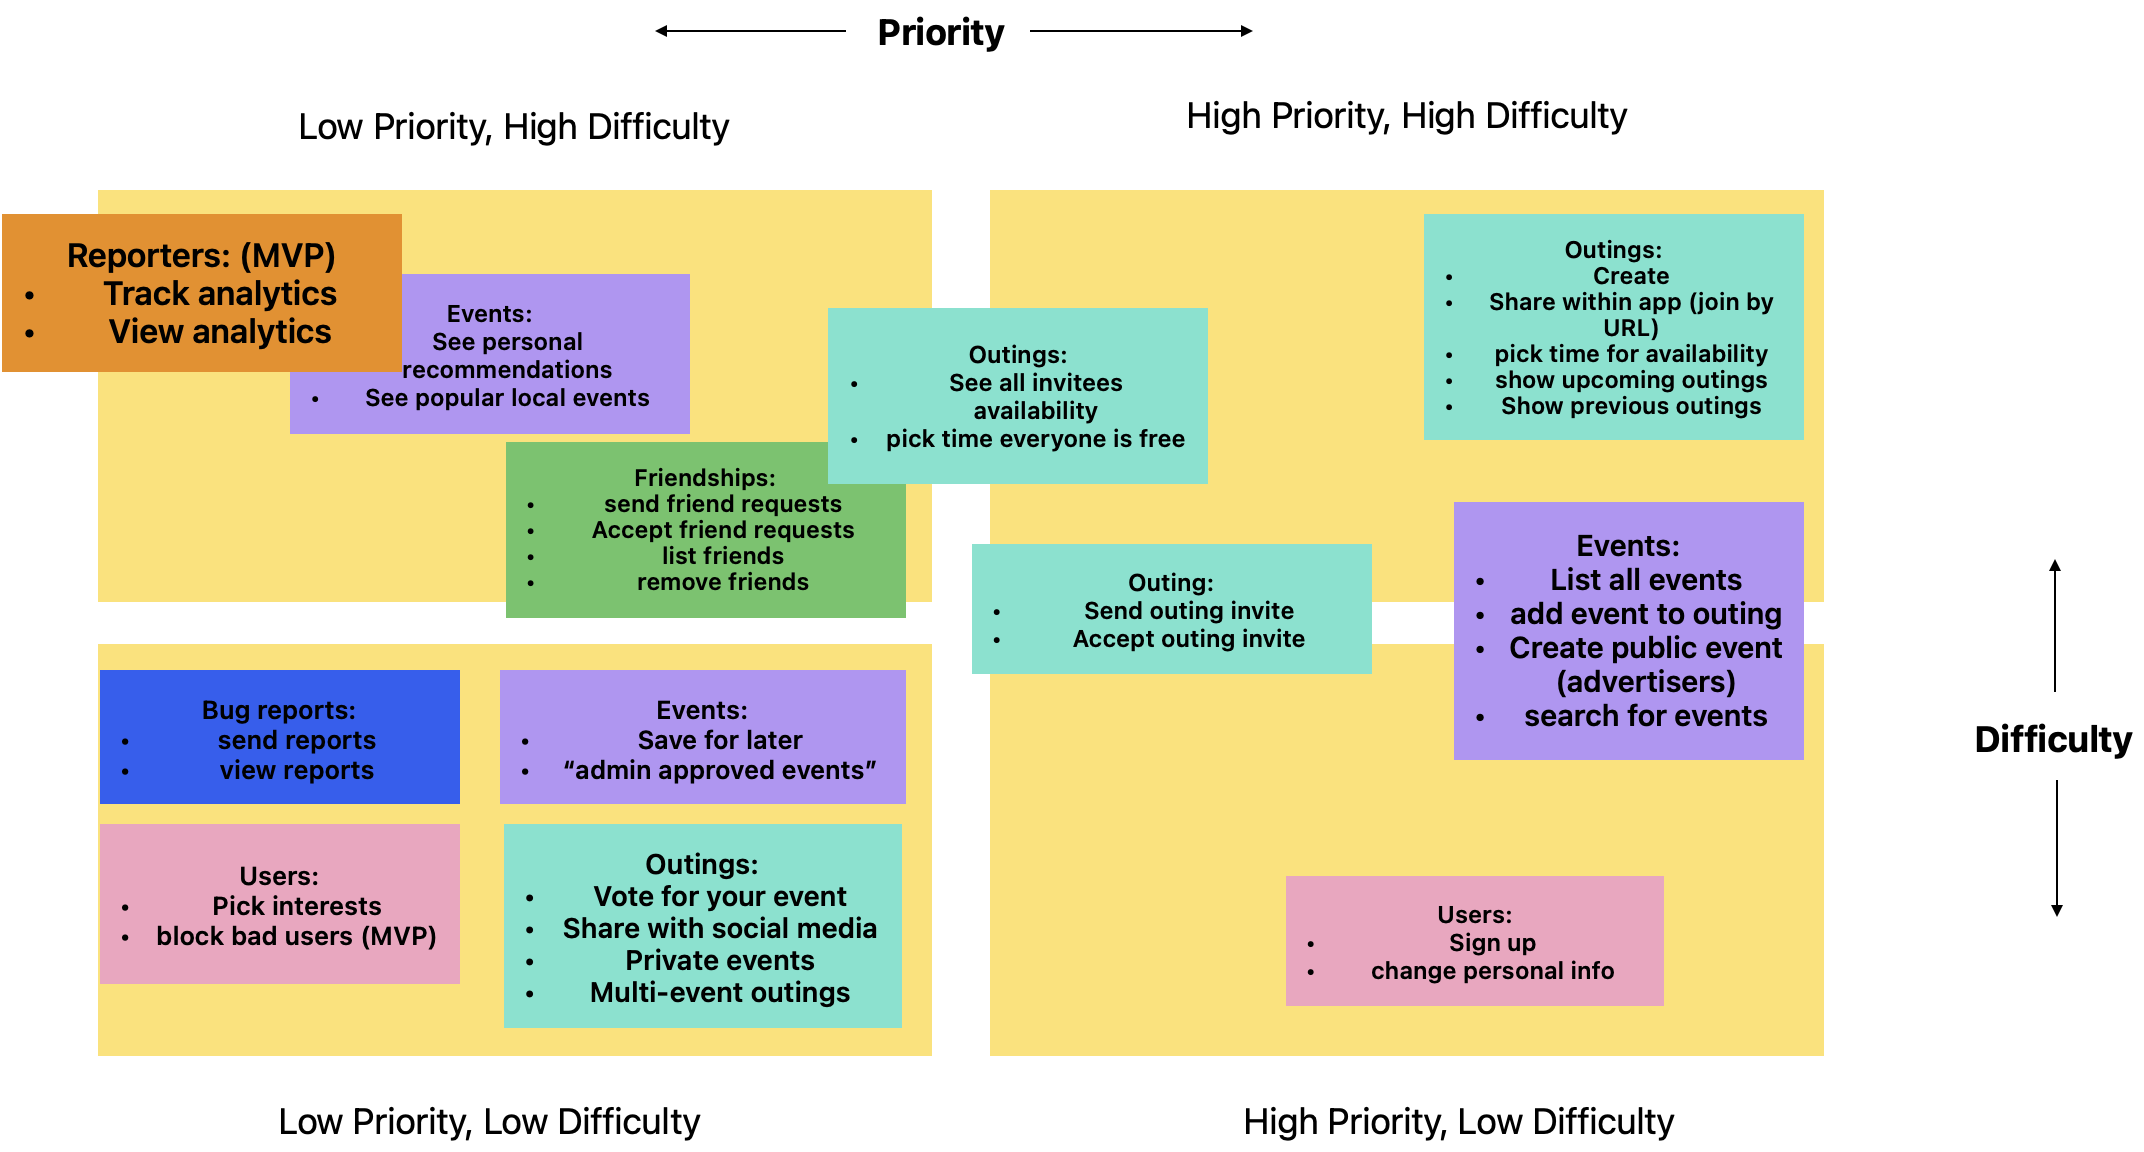 Priority
Low Priority, High Difficulty
High Priority, High Difficulty
Reporters: (MVP)
• Track analytics
• View analytics
Events:
See personal
recommendations
• See popular local events
Friendships:
• send friend requests
• Accept friend requests
• list friends
• remove friends
Outings:
• See all invitees
availability
• pick time everyone is free
Outings:
• Create
• Share within app (join by
URL)
• pick time for availability
• show upcoming outings
• Show previous outings
Outing:
• Send outing invite
• Accept outing invite
Events:
• List all events
• add event to outing
• Create public event
(advertisers)
• search for events
Difficulty
Bug reports:
• send reports
• view reports
Events:
• Save for later
• “admin approved events”
Users:
• Pick interests
• block bad users (MVP)
Outings:
• Vote for your event
• Share with social media
• Private events
• Multi-event outings
Users:
• Sign up
• change personal info
Low Priority, Low Difficulty
High Priority, Low Difficulty